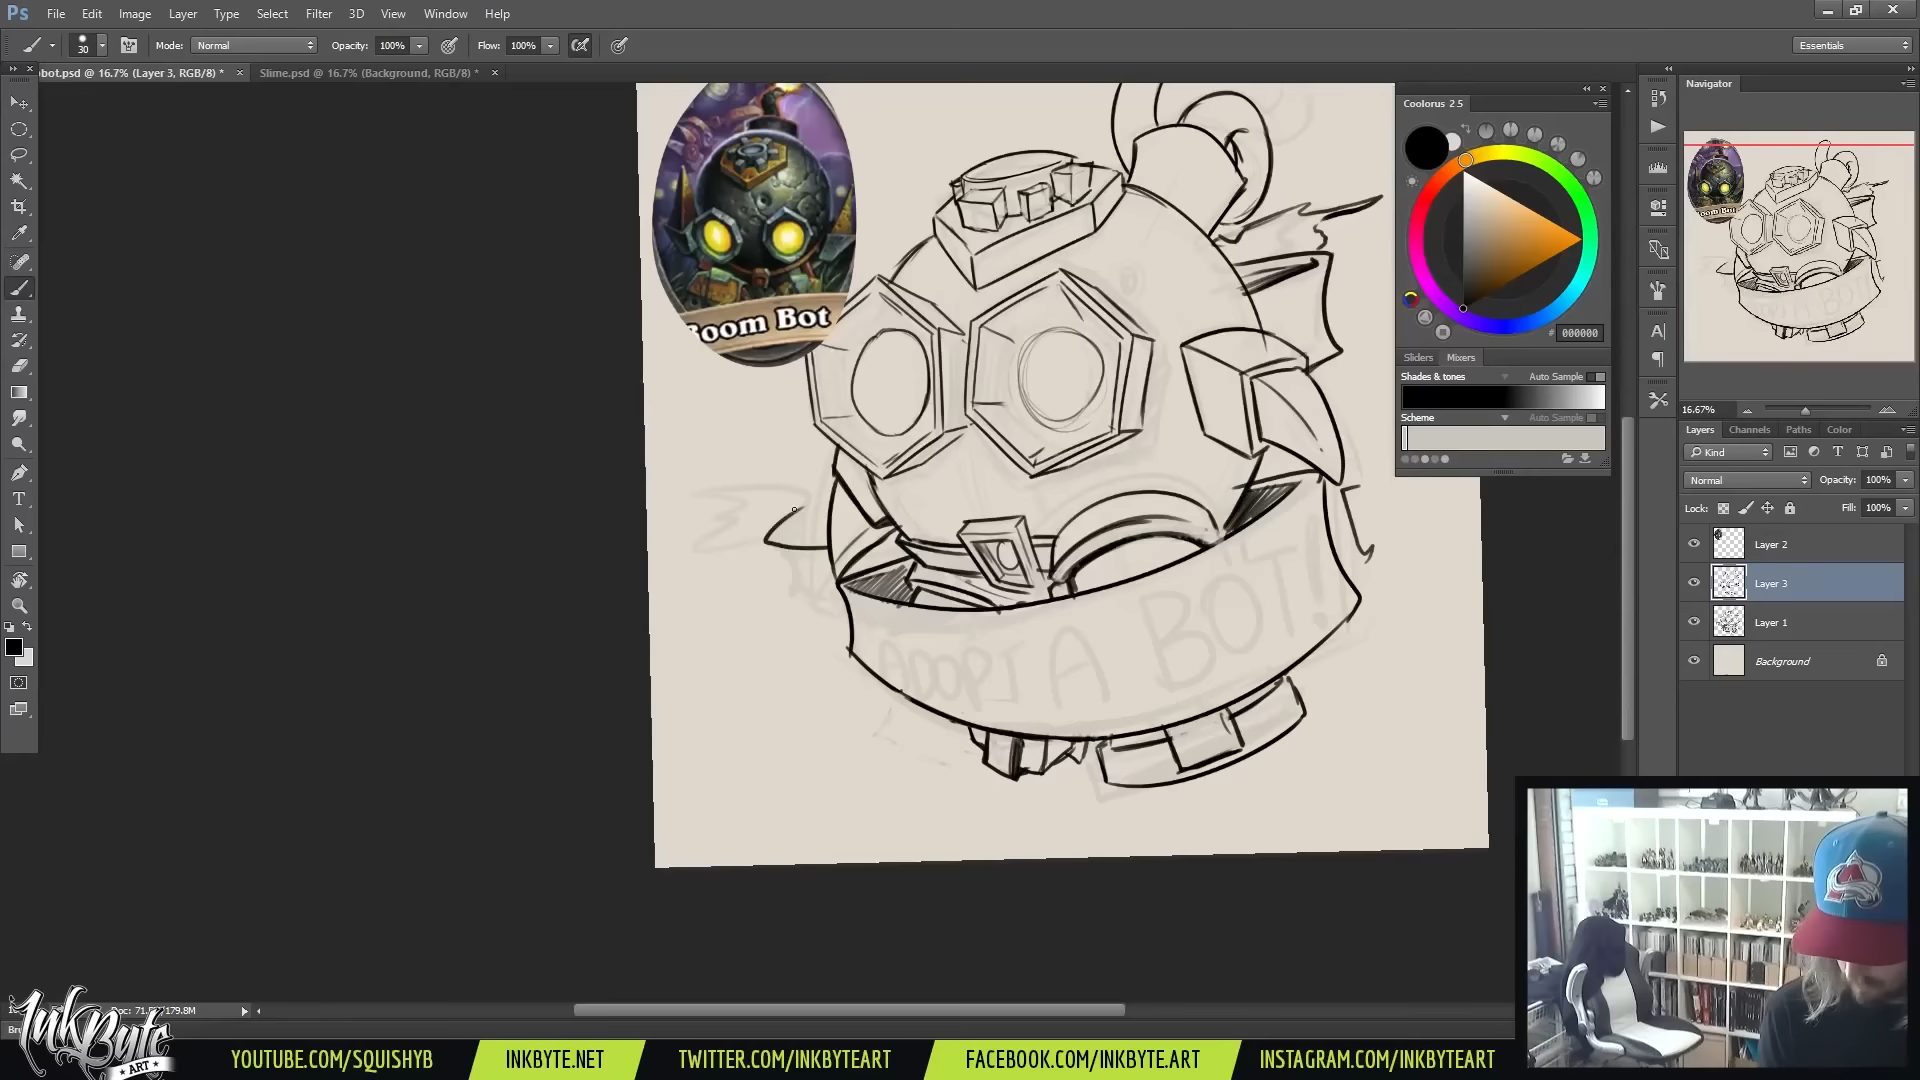 Ps File Edit Image Layer Type Select Filter 3D View Window Help
30 Mode: Normal Opacity: 100% Flow: 100% Essentials
obot.psd @ 16.7% (Layer 3, RGB/8) * Slime.psd @ 16.7% (Background, RGB/8) *
Navigator
Coolorus 2.5
# 000000
Sliders Mixers
Shades & tones Auto Sample
Scheme Auto Sample
16.67%
Layers Channels Paths Color
Kind
Normal Opacity: 100%
Lock: Fill: 100%
Layer 2
Layer 3
Layer 1
Background
Boom Bot
ADOPT A BOT!
InkByte
ART
YOUTUBE.COM/SQUISHYB INKBYTE.NET TWITTER.COM/INKBYTEART FACEBOOK.COM/INKBYTE.ART INSTAGRAM.COM/INKBYTEART